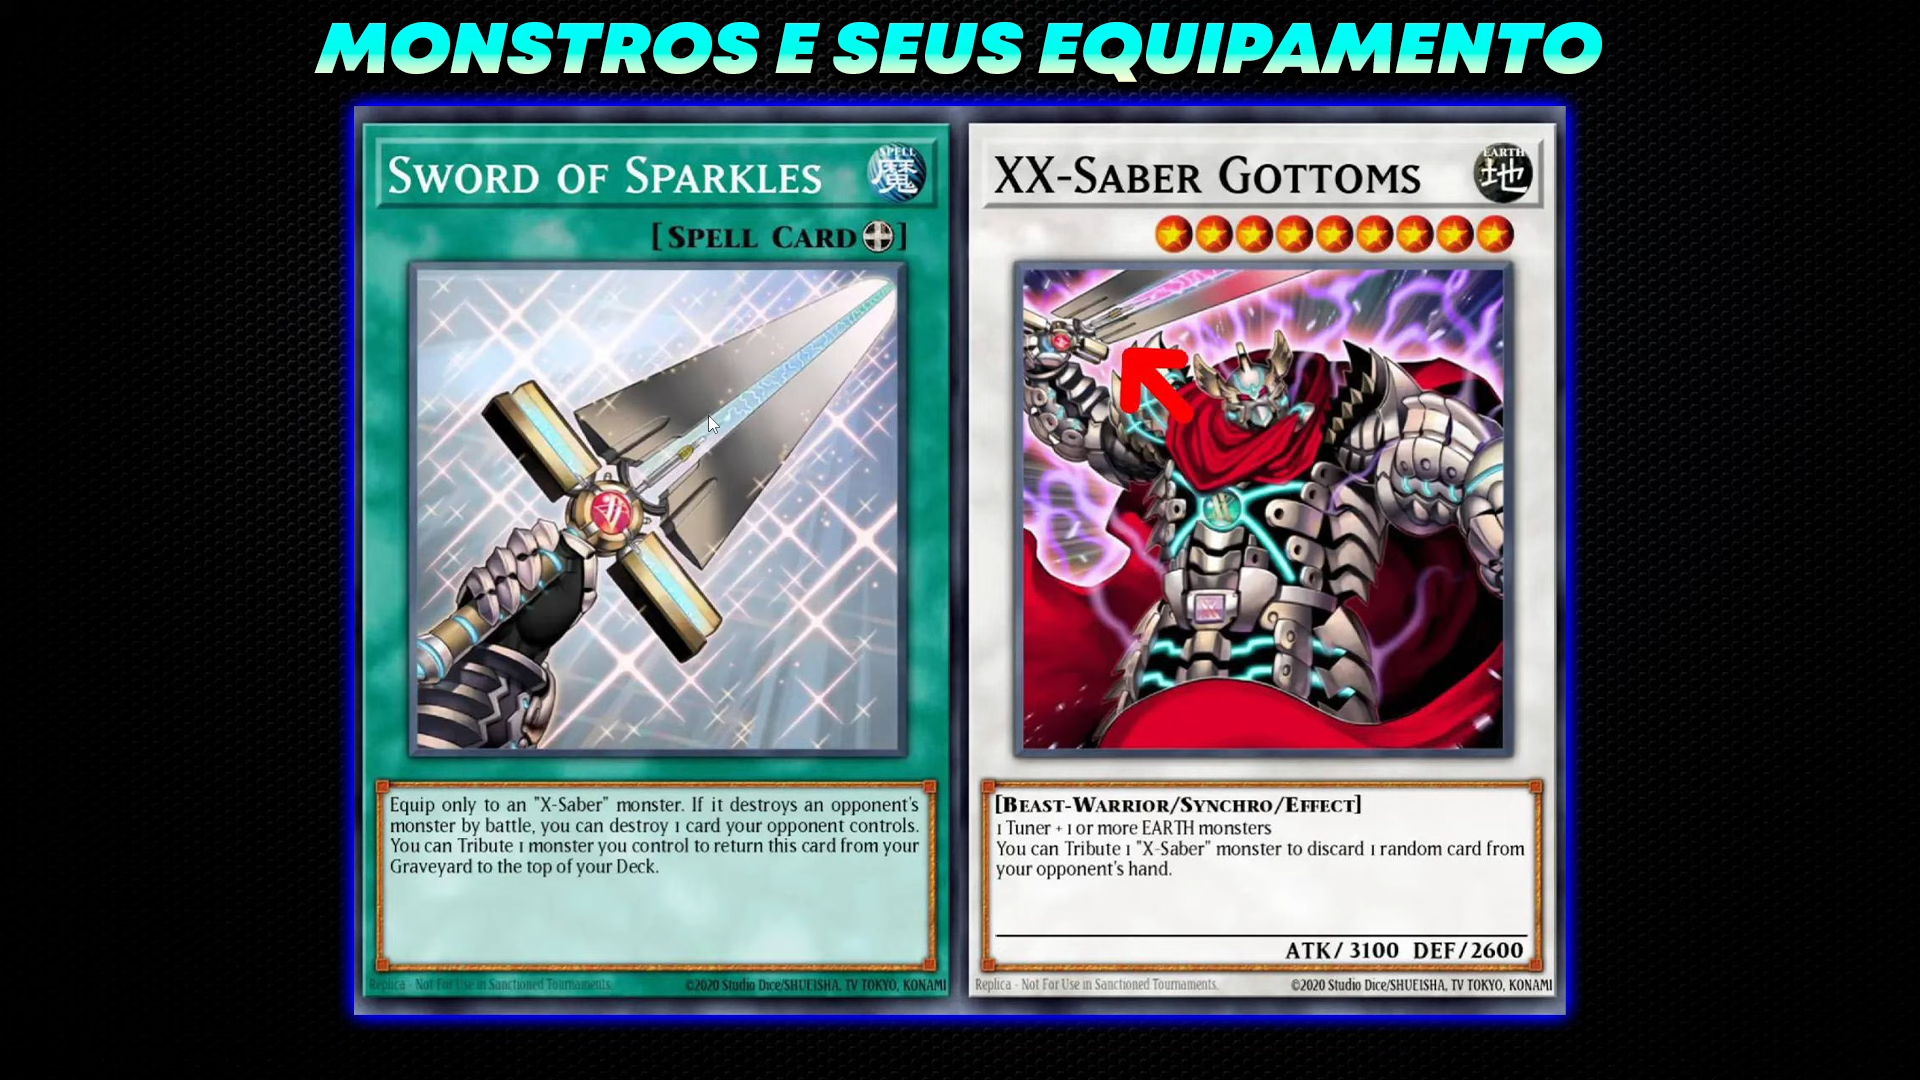 MONSTROS E SEUS EQUIPAMENTO
SWORD OF SPARKLES
SPELL
魔
[SPELL CARD]
Equip only to an "X-Saber" monster. If it destroys an opponent's
monster by battle, you can destroy 1 card your opponent controls.
You can Tribute 1 monster you control to return this card from your
Graveyard to the top of your Deck.
Replica - Not For Use in Sanctioned Tournaments.
©2020 Studio Dice/SHUEISHA, TV TOKYO, KONAMI
XX-SABER GOTTOMS
EARTH
地
[BEAST-WARRIOR/SYNCHRO/EFFECT]
1 Tuner + 1 or more EARTH monsters
You can Tribute 1 "X-Saber" monster to discard 1 random card from
your opponent's hand.
ATK/3100 DEF/2600
Replica - Not For Use in Sanctioned Tournaments.
©2020 Studio Dice/SHUEISHA, TV TOKYO, KONAMI